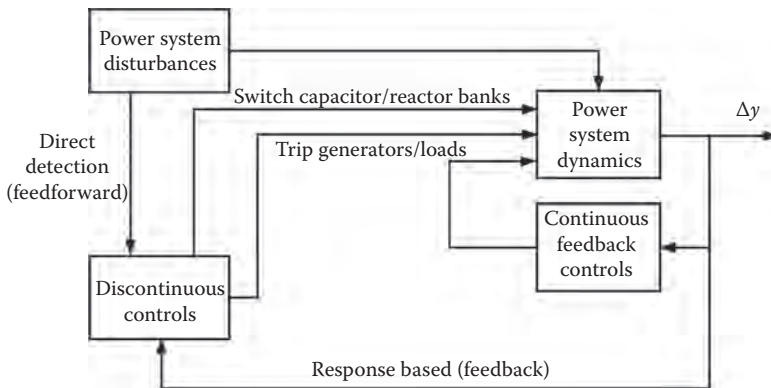 Power system
disturbances
Switch capacitor/reactor banks
Direct
detection
(feedforward)
Trip generators/loads
Power
system
dynamics
Δy
Continuous
feedback
controls
Discontinuous
controls
Response based (feedback)